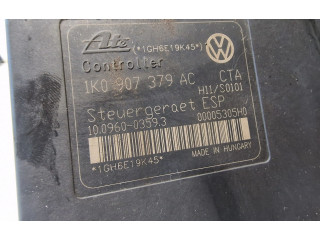 Ate (*1GH6E19K45*)
Controller
1K0 907 379 AC CTA
H11/S0101
Steuergeraet ESP
10.0960-0359.3 00005305H0
*1GH6E19K45*
MADE IN HUNGARY